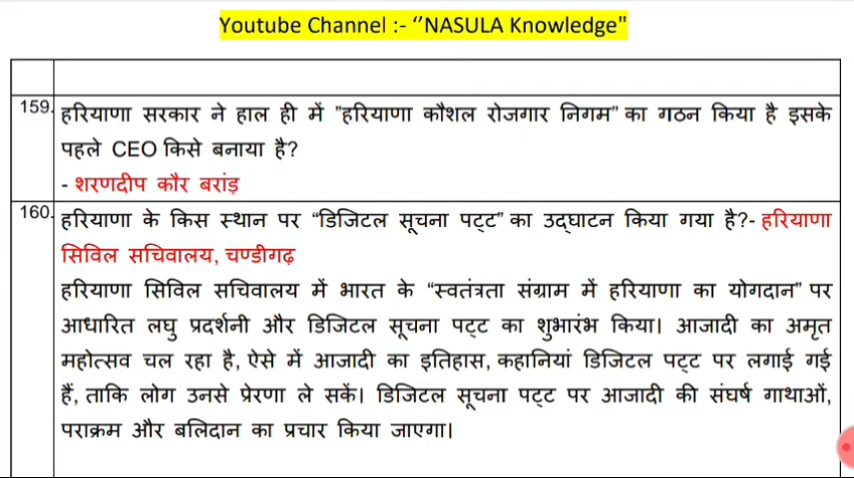 Youtube Channel :- ‘’NASULA Knowledge"
159. हरियाणा सरकार ने हाल ही में "हरियाणा कौशल रोजगार निगम" का गठन किया है इसके
पहले CEO किसे बनाया है?
- शरणदीप कौर बरांड़
160. हरियाणा के किस स्थान पर “डिजिटल सूचना पट्ट" का उद्घाटन किया गया है?- हरियाणा
सिविल सचिवालय, चण्डीगढ़
हरियाणा सिविल सचिवालय में भारत के “स्वतंत्रता संग्राम में हरियाणा का योगदान” पर
आधारित लघु प्रदर्शनी और डिजिटल सूचना पट्ट का शुभारंभ किया। आजादी का अमृत
महोत्सव चल रहा है, ऐसे में आजादी का इतिहास, कहानियां डिजिटल पट्ट पर लगाई गई
हैं, ताकि लोग उनसे प्रेरणा ले सकें। डिजिटल सूचना पट्ट पर आजादी की संघर्ष गाथाओं,
पराक्रम और बलिदान का प्रचार किया जाएगा।